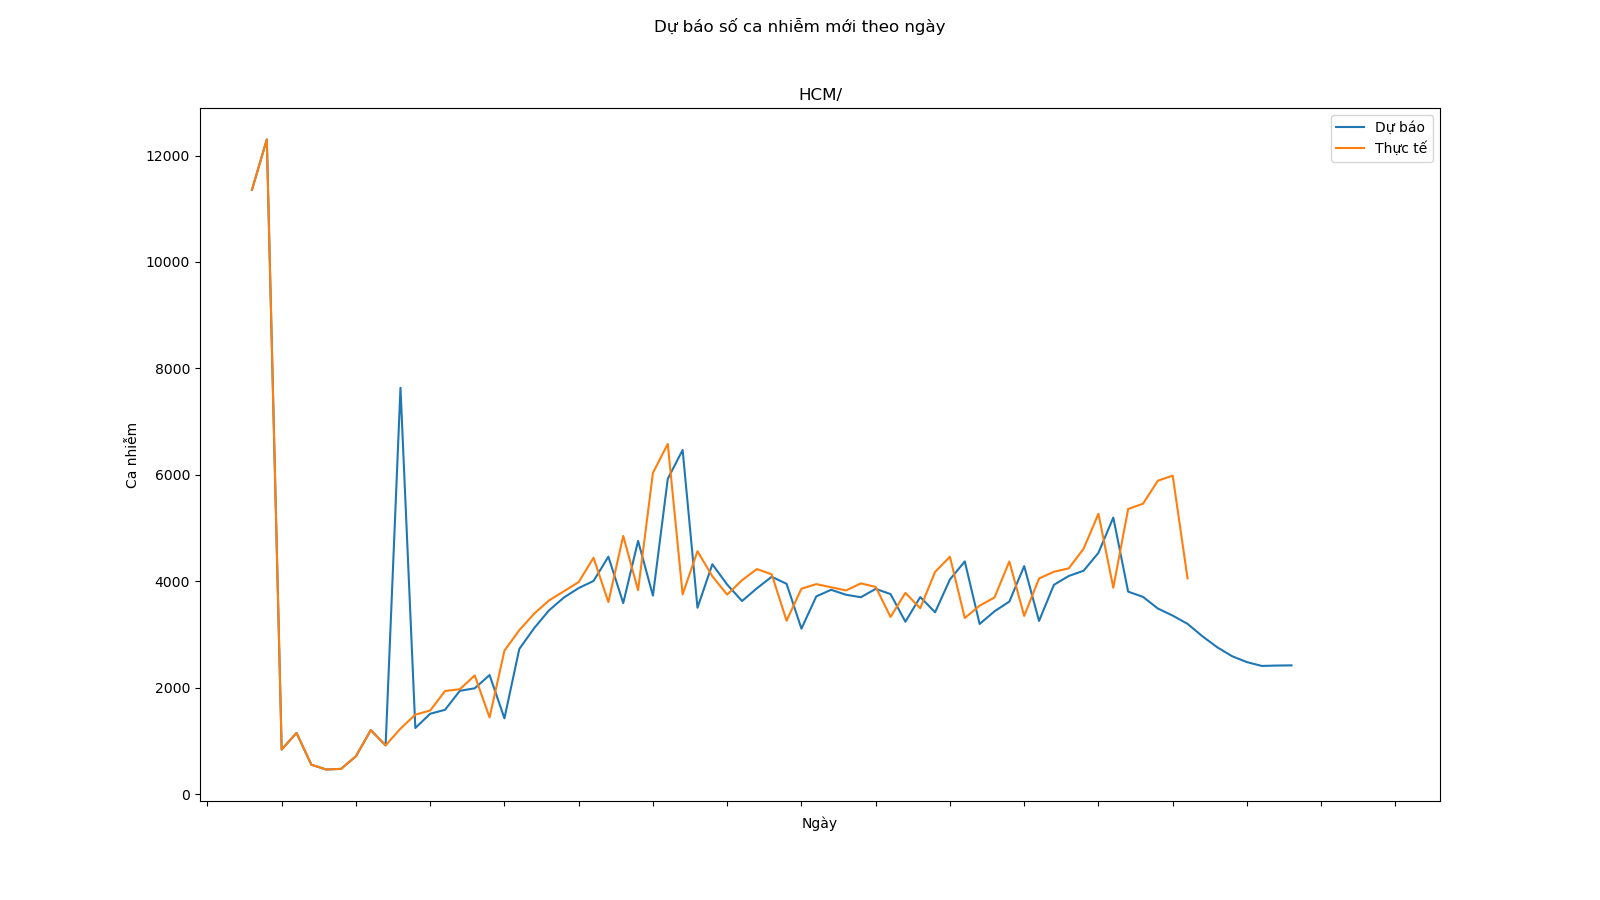 Dự báo số ca nhiễm mới theo ngày
HCM/
Dự báo
Thực tế
12000
10000
8000
6000
4000
2000
0
Ca nhiễm
Ngày